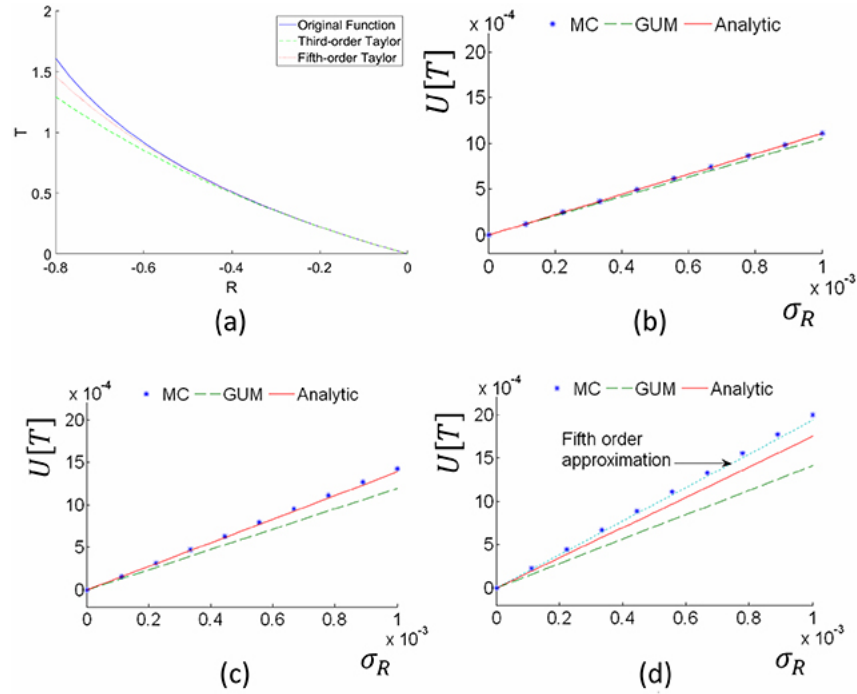 Original Function
Third-order Taylor
Fifth-order Taylor
2
1.5
1
0.5
0
T
-0.8
-0.6
-0.4
-0.2
0
R
(a)
x 10⁻⁴
MC
GUM
Analytic
U[T]
20
15
10
5
0
0
0.2
0.4
0.6
0.8
1
x 10⁻³
σ_R
(b)
x 10⁻⁴
MC
GUM
Analytic
U[T]
20
15
10
5
0
0
0.2
0.4
0.6
0.8
1
x 10⁻³
σ_R
(c)
x 10⁻⁴
MC
GUM
Analytic
U[T]
20
15
10
5
0
Fifth order
approximation
0
0.2
0.4
0.6
0.8
1
x 10⁻³
σ_R
(d)